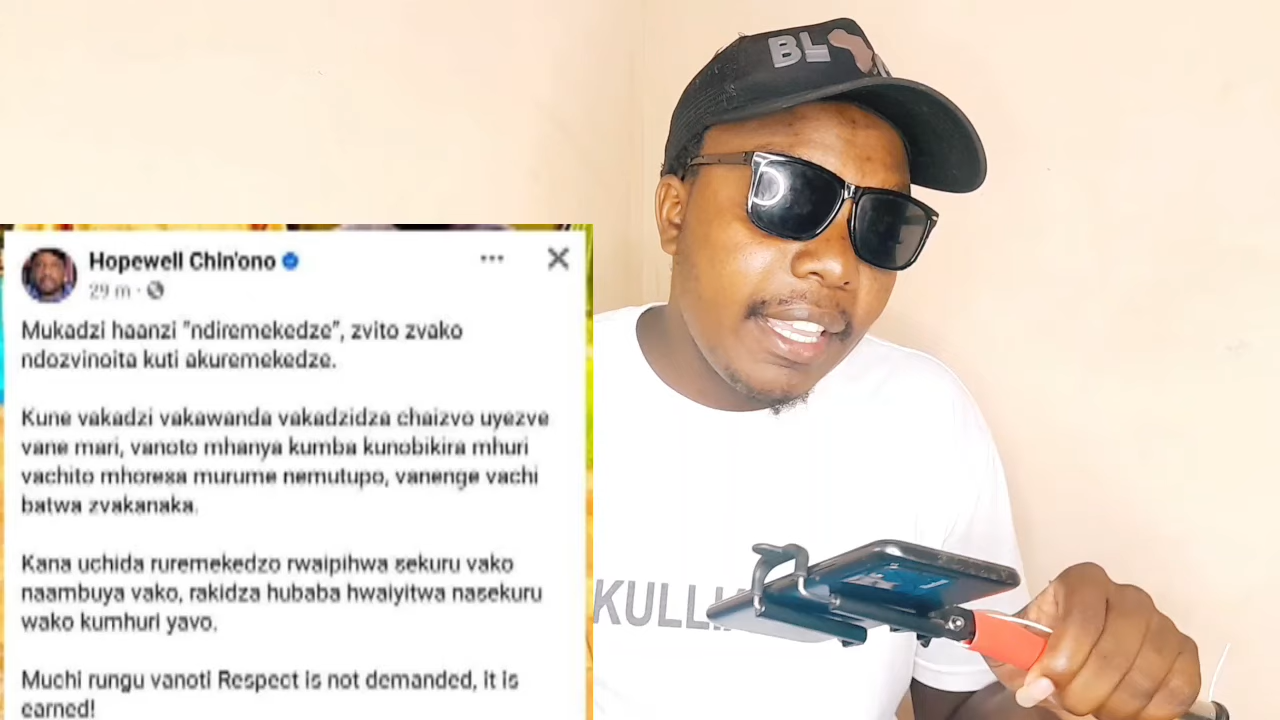 Hopewell Chin'ono
29 m
Mukadzi haanzi "ndiremekedze", zvito zvako
ndozvinoita kuti akuremekedze.
Kune vakadzi vakawanda vakadzidza chaizvo uyezve
vane mari, vanoto mhanya kumba kunobikira mhuri
vachito mhoresa murume nemutupo, vanenge vachi
batwa zvakanaka.
Kana uchida ruremekedzo rwaipihwa sekuru vako
naambuya vako, rakidza hubaba hwaiyitwa nasekuru
wako kumhuri yavo.
Muchi rungu vanoti Respect is not demanded, it is
earned!
BL
KULL